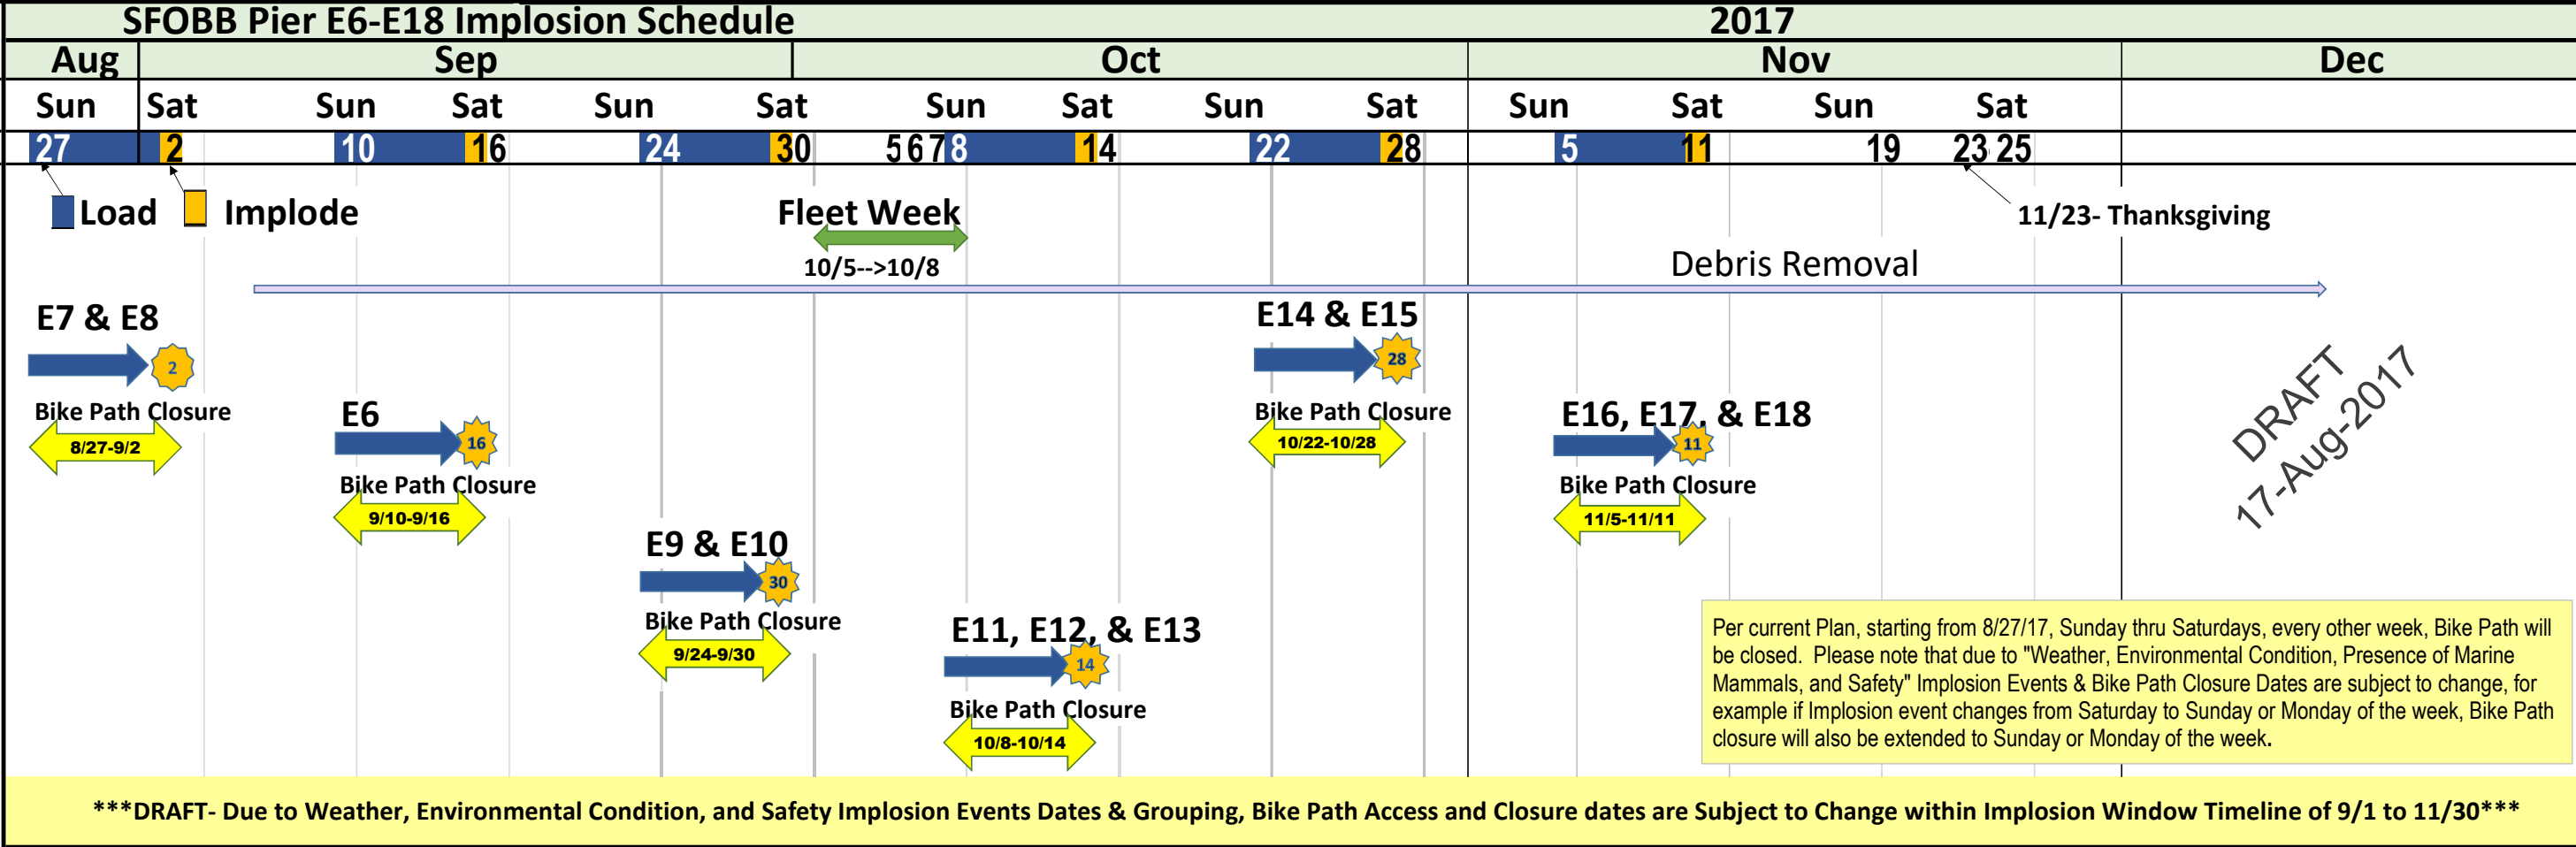 SFOBB Pier E6-E18 Implosion Schedule 2017
Aug Sep Oct Nov Dec
Sun Sat Sun Sat Sun Sat Sun Sat Sun Sat Sun Sat Sun Sat
27 2 10 16 24 30 5 6 7 8 14 22 28 5 11 19 23 25
Load Implode
Fleet Week
10/5-->10/8
11/23- Thanksgiving
Debris Removal
E7 & E8
2
Bike Path Closure
8/27-9/2
E6
16
Bike Path Closure
9/10-9/16
E9 & E10
30
Bike Path Closure
9/24-9/30
E11, E12, & E13
14
Bike Path Closure
10/8-10/14
E14 & E15
28
Bike Path Closure
10/22-10/28
E16, E17, & E18
11
Bike Path Closure
11/5-11/11
DRAFT
17-Aug-2017
Per current Plan, starting from 8/27/17, Sunday thru Saturdays, every other week, Bike Path will
be closed. Please note that due to "Weather, Environmental Condition, Presence of Marine
Mammals, and Safety" Implosion Events & Bike Path Closure Dates are subject to change, for
example if Implosion event changes from Saturday to Sunday or Monday of the week, Bike Path
closure will also be extended to Sunday or Monday of the week.
***DRAFT- Due to Weather, Environmental Condition, and Safety Implosion Events Dates & Grouping, Bike Path Access and Closure dates are Subject to Change within Implosion Window Timeline of 9/1 to 11/30***